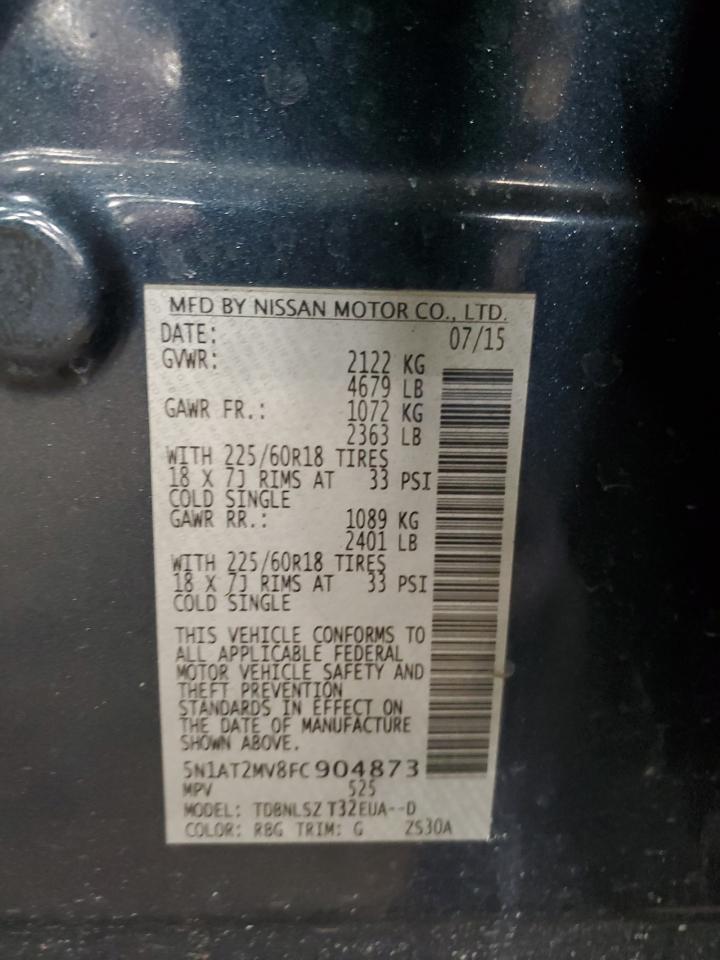 MFD BY NISSAN MOTOR CO., LTD.
DATE: 07/15
GVWR: 2122 KG
4679 LB
GAWR FR.: 1072 KG
2363 LB
WITH 225/60R18 TIRES
18 X 7J RIMS AT 33 PSI
COLD SINGLE
GAWR RR.: 1089 KG
2401 LB
WITH 225/60R18 TIRES
18 X 7J RIMS AT 33 PSI
COLD SINGLE
THIS VEHICLE CONFORMS TO
ALL APPLICABLE FEDERAL
MOTOR VEHICLE SAFETY AND
THEFT PREVENTION
STANDARDS IN EFFECT ON
THE DATE OF MANUFACTURE
SHOWN ABOVE.
5N1AT2MV8FC904873
MPV 525
MODEL: TDBNLSZ T32EUA--D
COLOR: RBG TRIM: G ZS30A